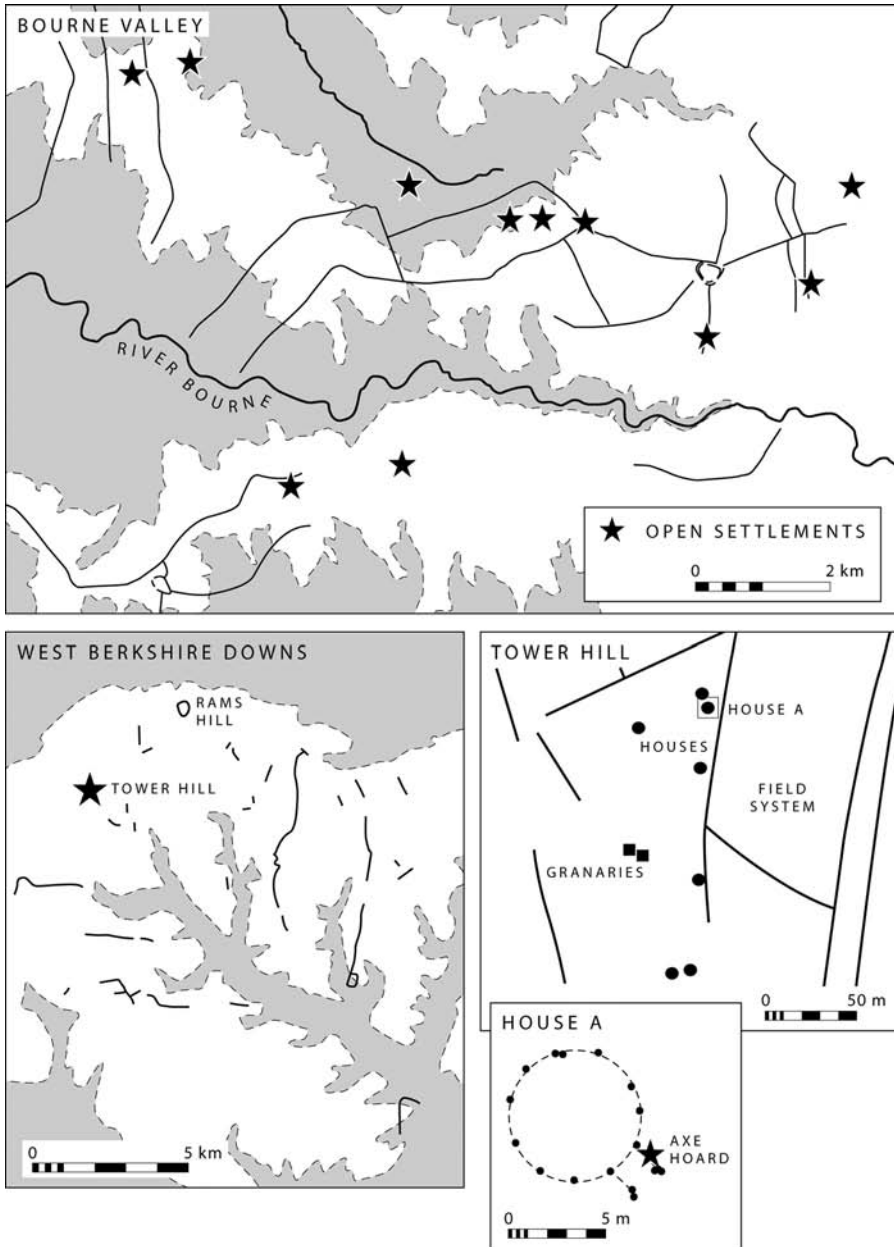 BOURNE VALLEY
RIVER BOURNE
OPEN SETTLEMENTS
0 2 km
WEST BERKSHIRE DOWNS
RAMS
HILL
TOWER HILL
0 5 km
TOWER HILL
HOUSE A
HOUSES
FIELD
SYSTEM
GRANARIES
0 50 m
HOUSE A
AXE
HOARD
0 5 m